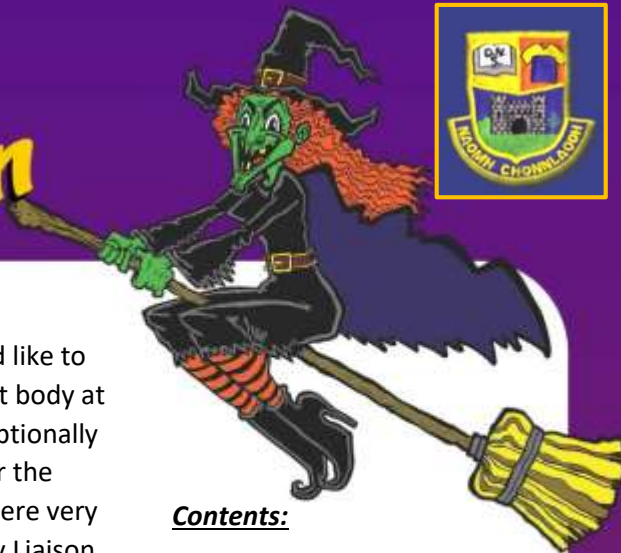 n
NAOMH CHONNLAODH
like to
t body at
ptionally
r the
ere very
Liaison
Contents: